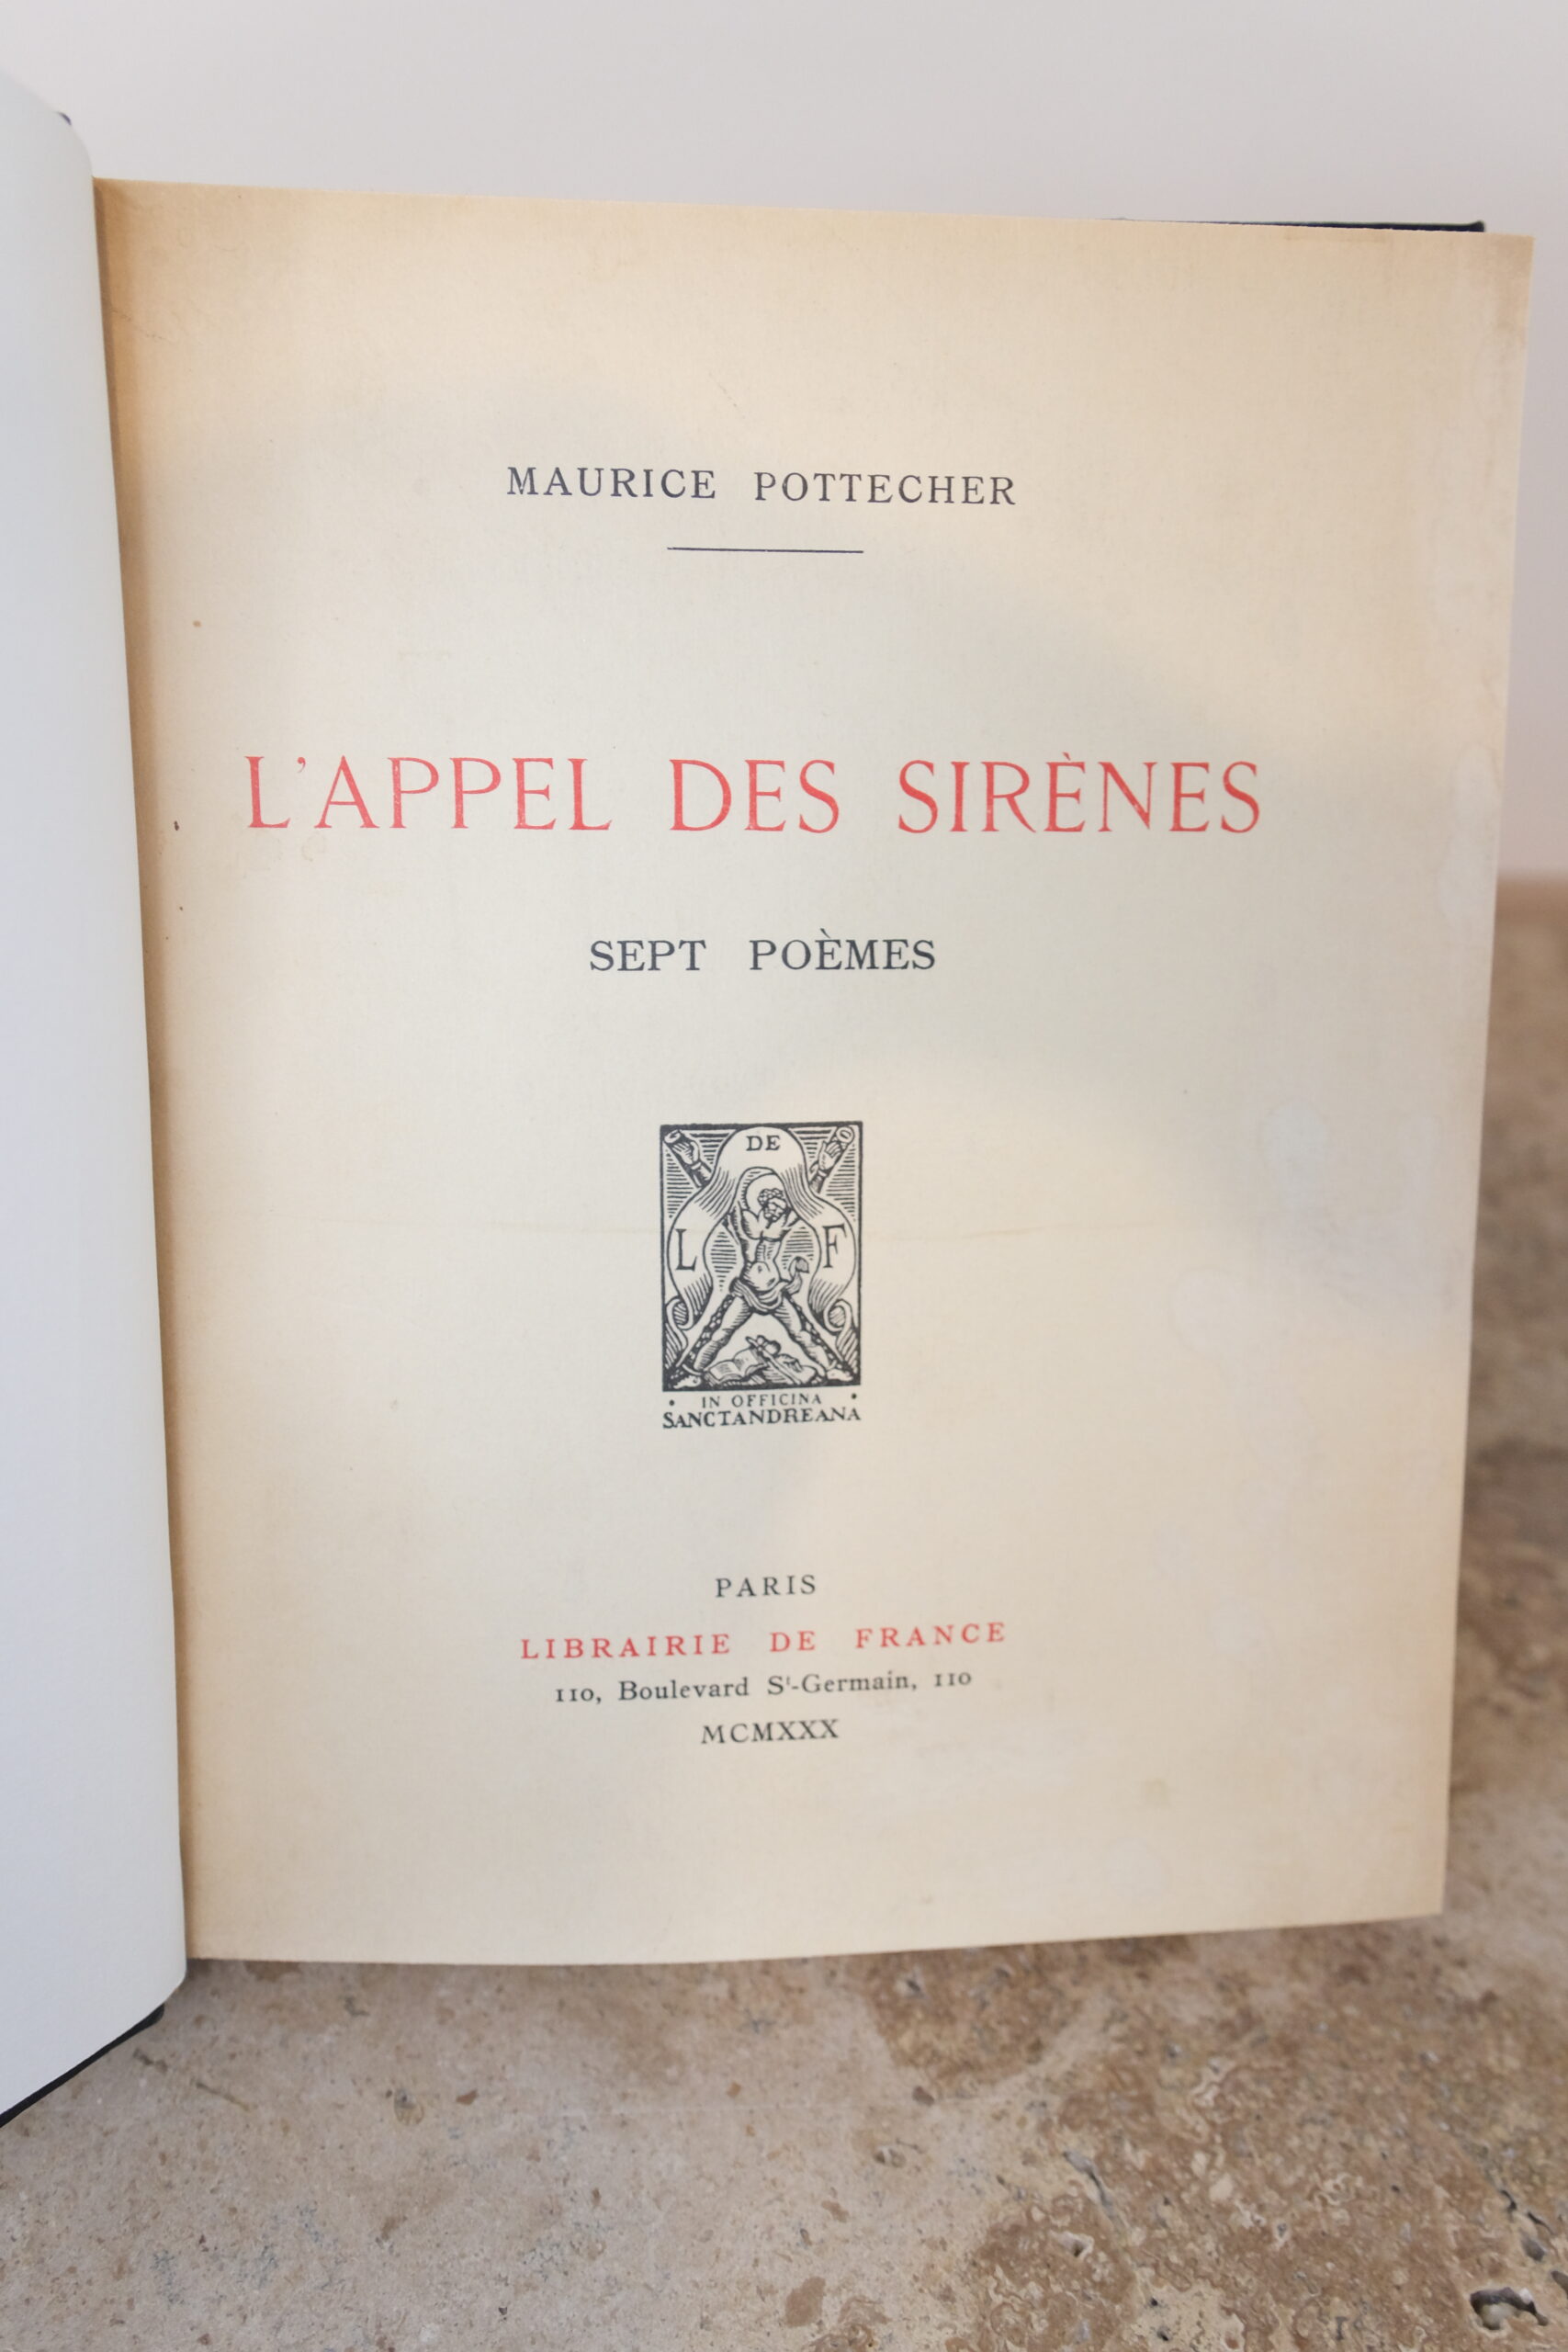 MAURICE POTTECHER
L'APPEL DES SIRÈNES
SEPT POÈMES
DE
L F
IN OFFICINA
SANCTANDREANA
PARIS
LIBRAIRIE DE FRANCE
110, Boulevard St-Germain, 110
MCMXXX